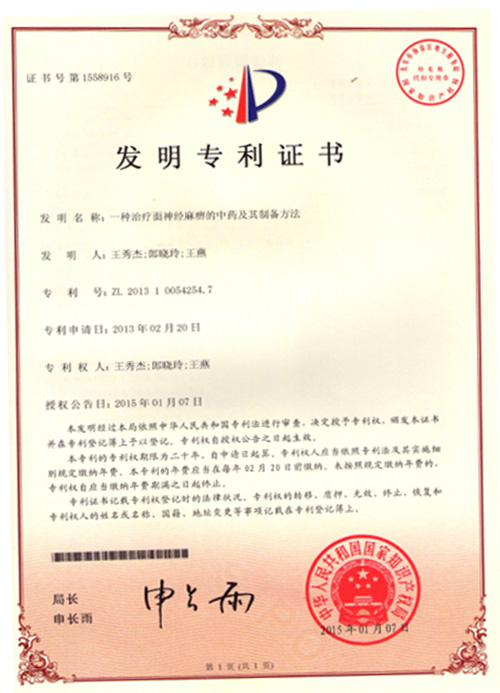 证书号第1558916号
代扣专用章
发明专利证书
发明名称:一种治疗面神经麻痹的中药及其制备方法
发明人:王秀杰;郎晓玲;王燕
专利号:ZL 2013 1 0054254.7
专利申请日:2013年02月20日
专利权人:王秀杰;郎晓玲;王燕
授权公告日:2015年01月07日
本发明经过本局依照中华人民共和国专利法进行审查,决定授予专利权,颁发本证书
并在专利登记簿上予以登记。专利权自授权公告之日起生效。
本专利的专利权期限为二十年,自申请日起算。专利权人应当依照专利法及其实施细
则规定缴纳年费。本专利的年费应当在每年02月20日前缴纳。未按照规定缴纳年费的,
专利权自应当缴纳年费期满之日起终止。
专利证书记载专利权登记时的法律状况。专利权的转移、质押、无效、终止、恢复和
专利权人的姓名或名称、国籍、地址变更等事项记载在专利登记簿上。
局长
申长雨
申长雨
中华人民共和国国家知识产权局
2015年01月07日
第1页(共1页)